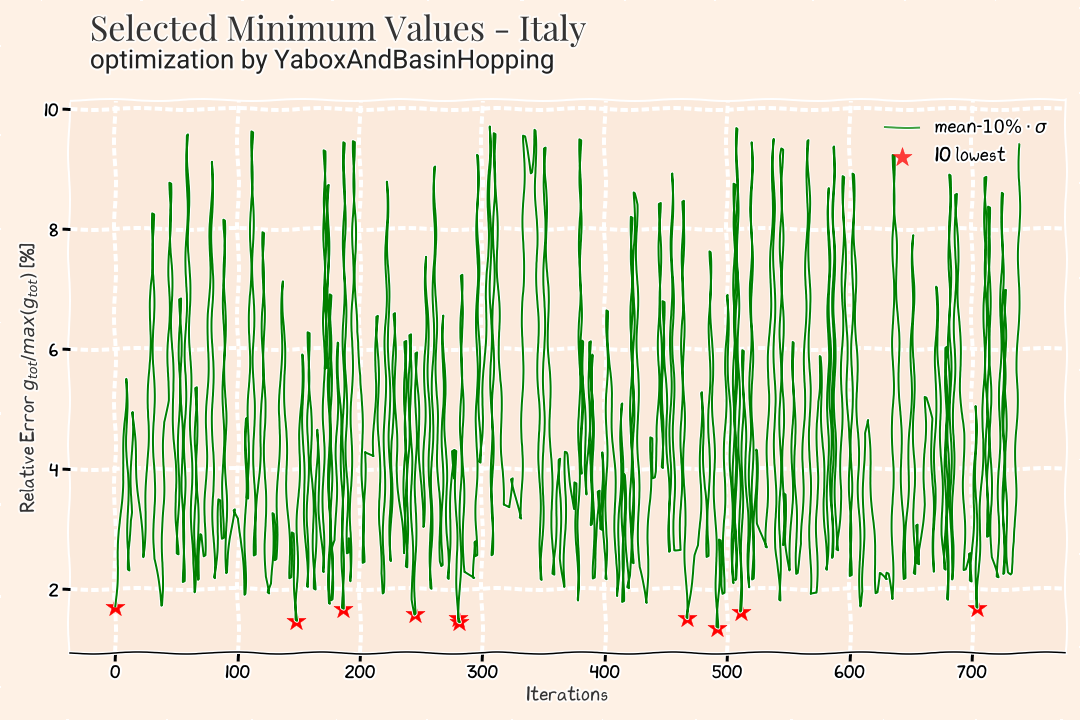 Selected Minimum Values - Italy
optimization by YaboxAndBasinHopping
Relative Error g_tot/max(g_tot) [%]
10
8
6
4
2
mean-10% · σ
10 lowest
0 100 200 300 400 500 600 700
Iterations